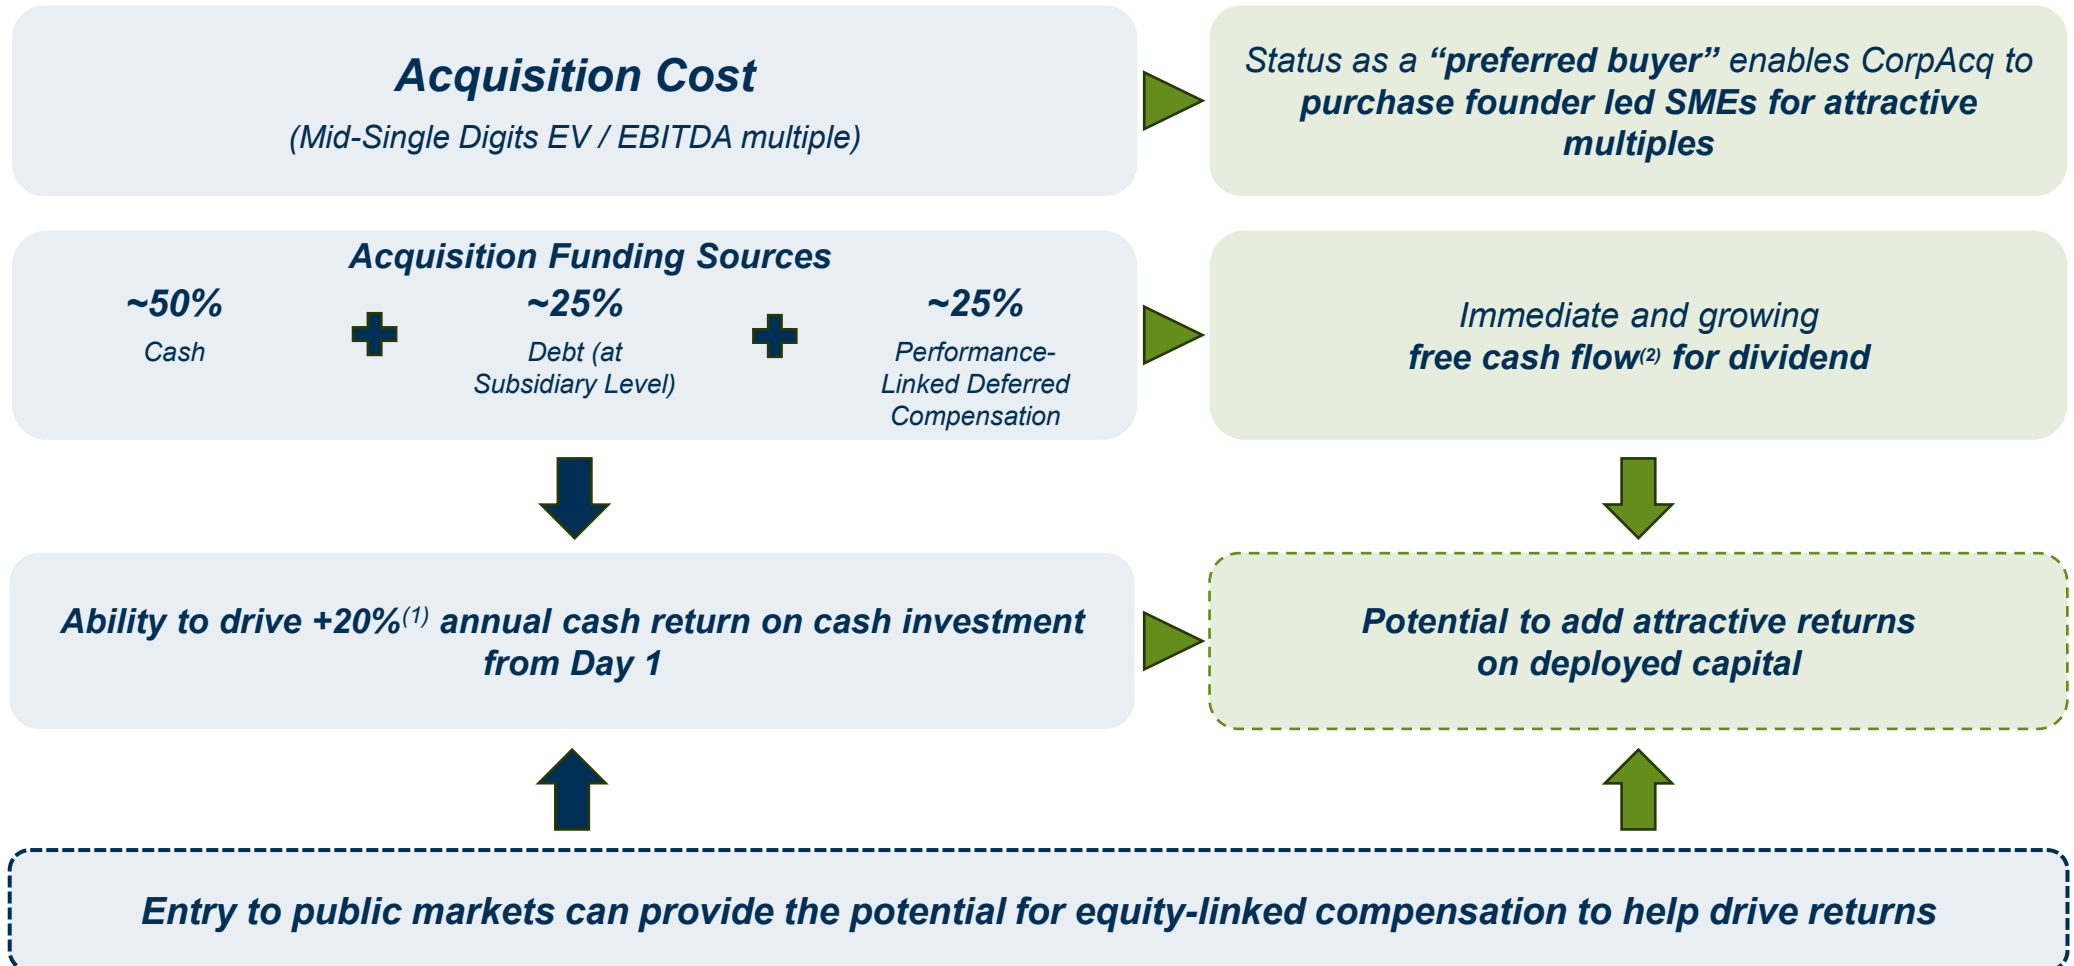 Acquisition Cost
(Mid-Single Digits EV / EBITDA multiple)
Status as a “preferred buyer” enables CorpAcq to
purchase founder led SMEs for attractive
multiples
Acquisition Funding Sources
~50%
Cash
~25%
Debt (at
Subsidiary Level)
~25%
Performance-
Linked Deferred
Compensation
Immediate and growing
free cash flow(2) for dividend
Ability to drive +20%(1) annual cash return on cash investment
from Day 1
Potential to add attractive returns
on deployed capital
Entry to public markets can provide the potential for equity-linked compensation to help drive returns